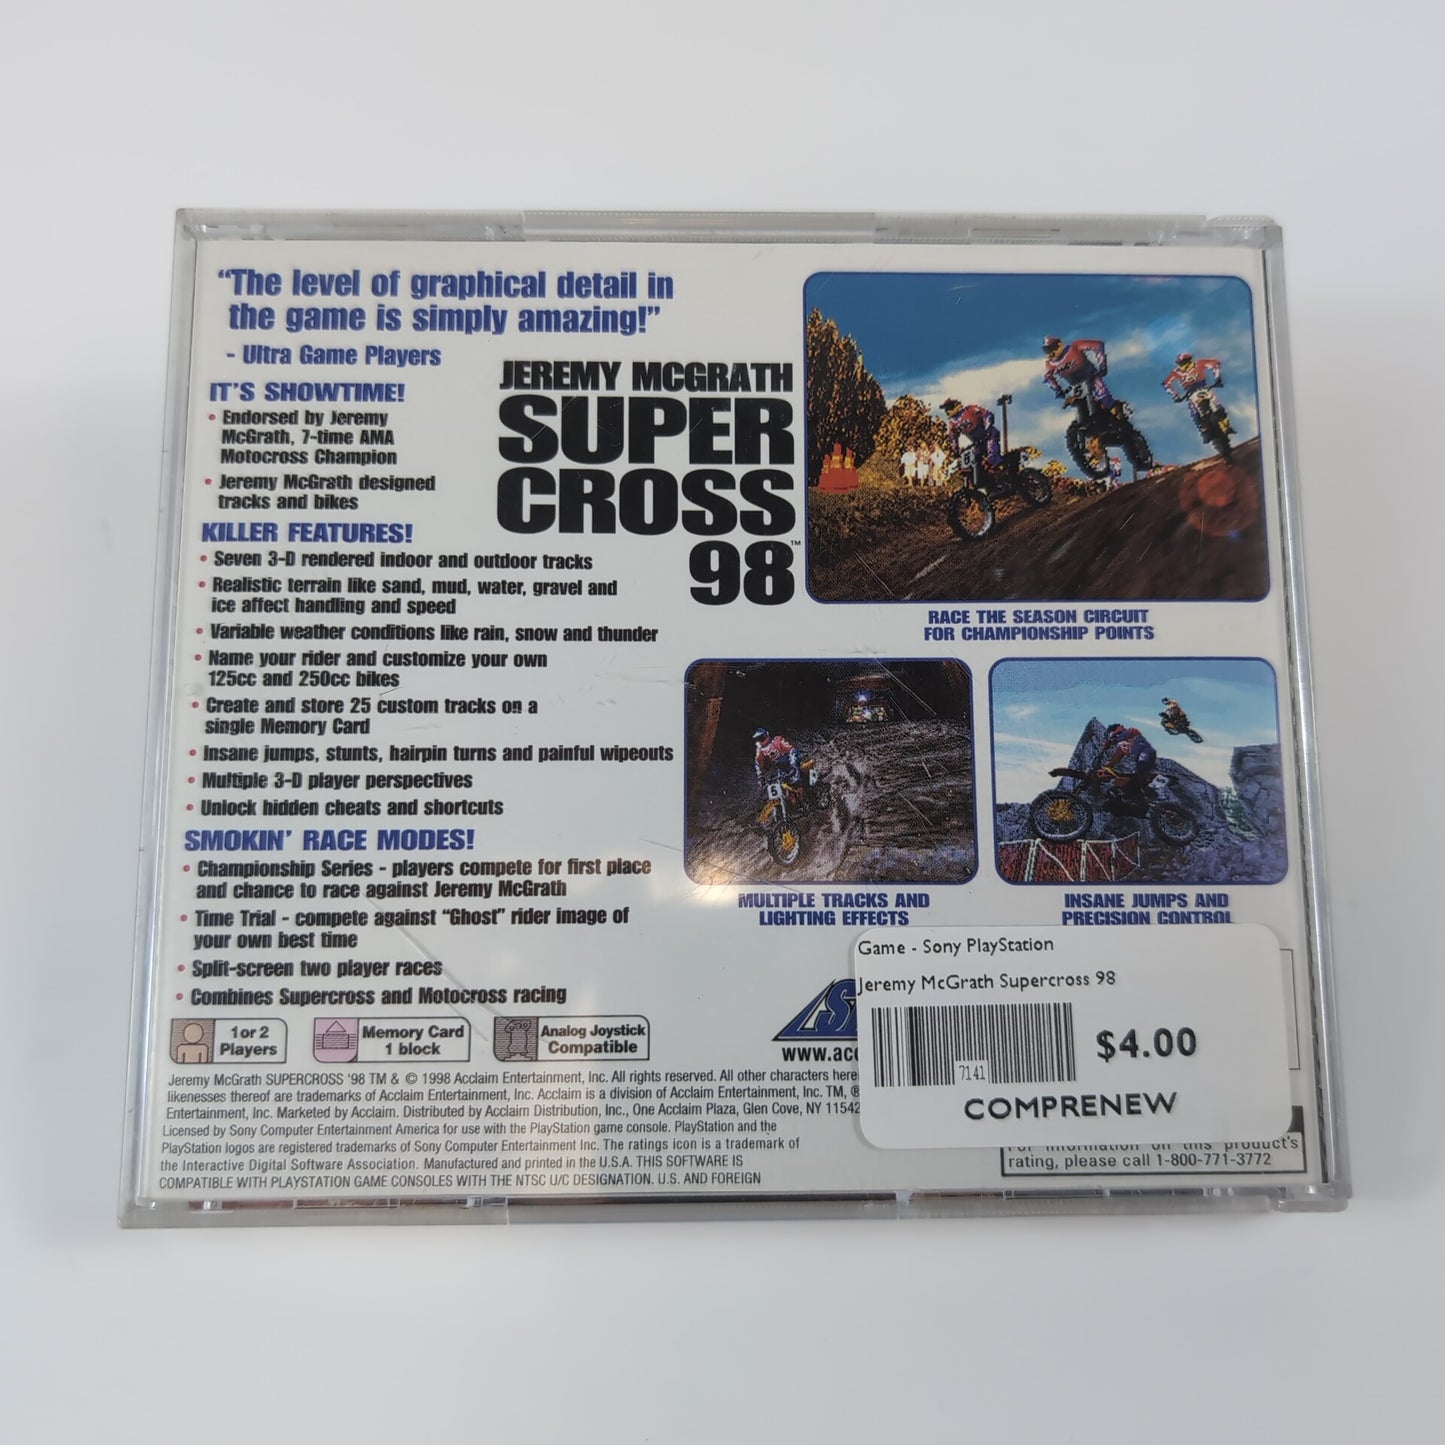 “The level of graphical detail in
the game is simply amazing!”
- Ultra Game Players
JEREMY MCGRATH
SUPER
CROSS
98™
IT'S SHOWTIME!
• Endorsed by Jeremy
McGrath, 7-time AMA
Motocross Champion
• Jeremy McGrath designed
tracks and bikes
KILLER FEATURES!
• Seven 3-D rendered indoor and outdoor tracks
• Realistic terrain like sand, mud, water, gravel and
ice affect handling and speed
• Variable weather conditions like rain, snow and thunder
• Name your rider and customize your own
125cc and 250cc bikes
• Create and store 25 custom tracks on a
single Memory Card
• Insane jumps, stunts, hairpin turns and painful wipeouts
• Multiple 3-D player perspectives
• Unlock hidden cheats and shortcuts
SMOKIN' RACE MODES!
• Championship Series - players compete for first place
and chance to race against Jeremy McGrath
• Time Trial - compete against “Ghost” rider image of
your own best time
• Split-screen two player races
• Combines Supercross and Motocross racing
RACE THE SEASON CIRCUIT
FOR CHAMPIONSHIP POINTS
5
MULTIPLE TRACKS AND
LIGHTING EFFECTS
INSANE JUMPS AND
PRECISION CONTROL
1 or 2
Players
Memory Card
1 block
Analog Joystick
Compatible
www.acc
Game - Sony PlayStation
Jeremy McGrath Supercross 98
7141
$4.00
COMPRENEW
Jeremy McGrath SUPERCROSS '98 TM & © 1998 Acclaim Entertainment, Inc. All rights reserved. All other characters here
likenesses thereof are trademarks of Acclaim Entertainment, Inc. Acclaim is a division of Acclaim Entertainment, Inc. TM, ®
Entertainment, Inc. Marketed by Acclaim. Distributed by Acclaim Distribution, Inc., One Acclaim Plaza, Glen Cove, NY 11542
Licensed by Sony Computer Entertainment America for use with the PlayStation game console. PlayStation and the
PlayStation logos are registered trademarks of Sony Computer Entertainment Inc. The ratings icon is a trademark of
the Interactive Digital Software Association. Manufactured and printed in the U.S.A. THIS SOFTWARE IS
COMPATIBLE WITH PLAYSTATION GAME CONSOLES WITH THE NTSC U/C DESIGNATION. U.S. AND FOREIGN
For information on this product's
rating, please call 1-800-771-3772